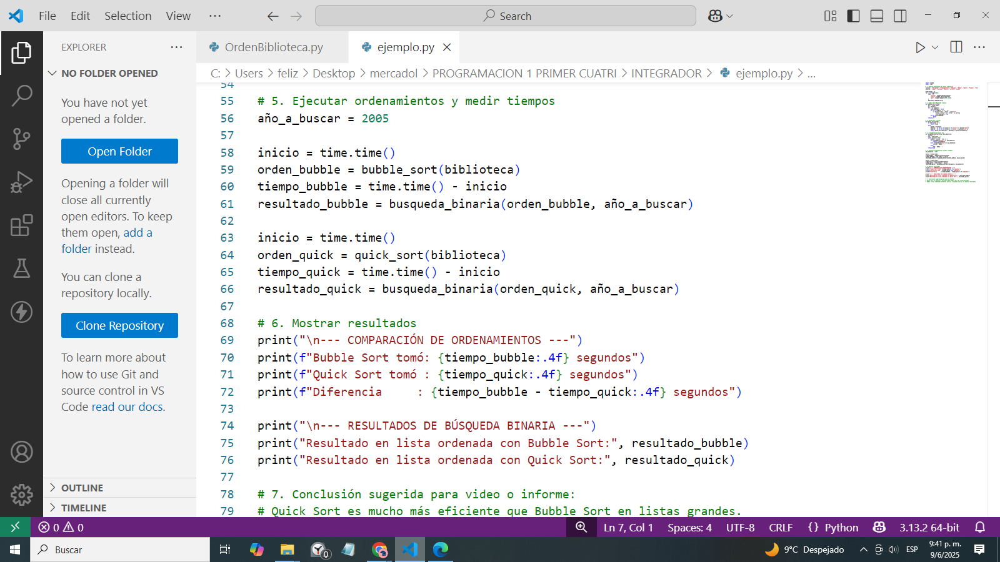 File Edit Selection View ···
Search
EXPLORER ···
NO FOLDER OPENED
You have not yet
opened a folder.
Open Folder
Opening a folder will
close all currently
open editors. To keep
them open, add a
folder instead.
You can clone a
repository locally.
Clone Repository
To learn more about
how to use Git and
source control in VS
Code read our docs.
OUTLINE
TIMELINE
OrdenBiblioteca.py
ejemplo.py
C: > Users > feliz > Desktop > mercadol > PROGRAMACION 1 PRIMER CUATRI > INTEGRADOR > ejemplo.py > ...
54
55 # 5. Ejecutar ordenamientos y medir tiempos
56 año_a_buscar = 2005
57
58 inicio = time.time()
59 orden_bubble = bubble_sort(biblioteca)
60 tiempo_bubble = time.time() - inicio
61 resultado_bubble = busqueda_binaria(orden_bubble, año_a_buscar)
62
63 inicio = time.time()
64 orden_quick = quick_sort(biblioteca)
65 tiempo_quick = time.time() - inicio
66 resultado_quick = busqueda_binaria(orden_quick, año_a_buscar)
67
68 # 6. Mostrar resultados
69 print("\n--- COMPARACIÓN DE ORDENAMIENTOS ---")
70 print(f"Bubble Sort tomó: {tiempo_bubble:.4f} segundos")
71 print(f"Quick Sort tomó : {tiempo_quick:.4f} segundos")
72 print(f"Diferencia     : {tiempo_bubble - tiempo_quick:.4f} segundos")
73
74 print("\n--- RESULTADOS DE BÚSQUEDA BINARIA ---")
75 print("Resultado en lista ordenada con Bubble Sort:", resultado_bubble)
76 print("Resultado en lista ordenada con Quick Sort:", resultado_quick)
77
78 # 7. Conclusión sugerida para video o informe:
79 # Quick Sort es mucho más eficiente que Bubble Sort en listas grandes.
0 0
Ln 7, Col 1 Spaces: 4 UTF-8 CRLF {} Python 3.13.2 64-bit
Buscar
0
9°C Despejado
ESP
9:41 p. m.
9/6/2025